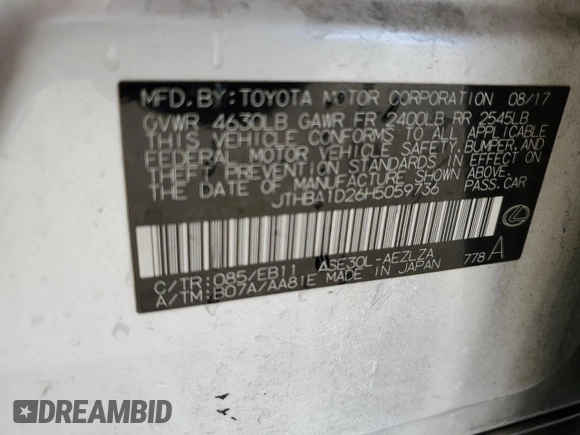 MFD. BY: TOYOTA MOTOR CORPORATION 08/17
GVWR 4630LB GAWR FR 2400LB RR 2545LB
THIS VEHICLE CONFORMS TO ALL APPLICABLE
FEDERAL MOTOR VEHICLE SAFETY, BUMPER, AND
THEFT PREVENTION STANDARDS IN EFFECT ON
THE DATE OF MANUFACTURE SHOWN ABOVE.
JTHBA1D26H5059736 PASS. CAR
C/TR: 085/EB11 ASE30L-AEZLZA
A/TM: B07A/AA81E MADE IN JAPAN 778 A
DREAMBID